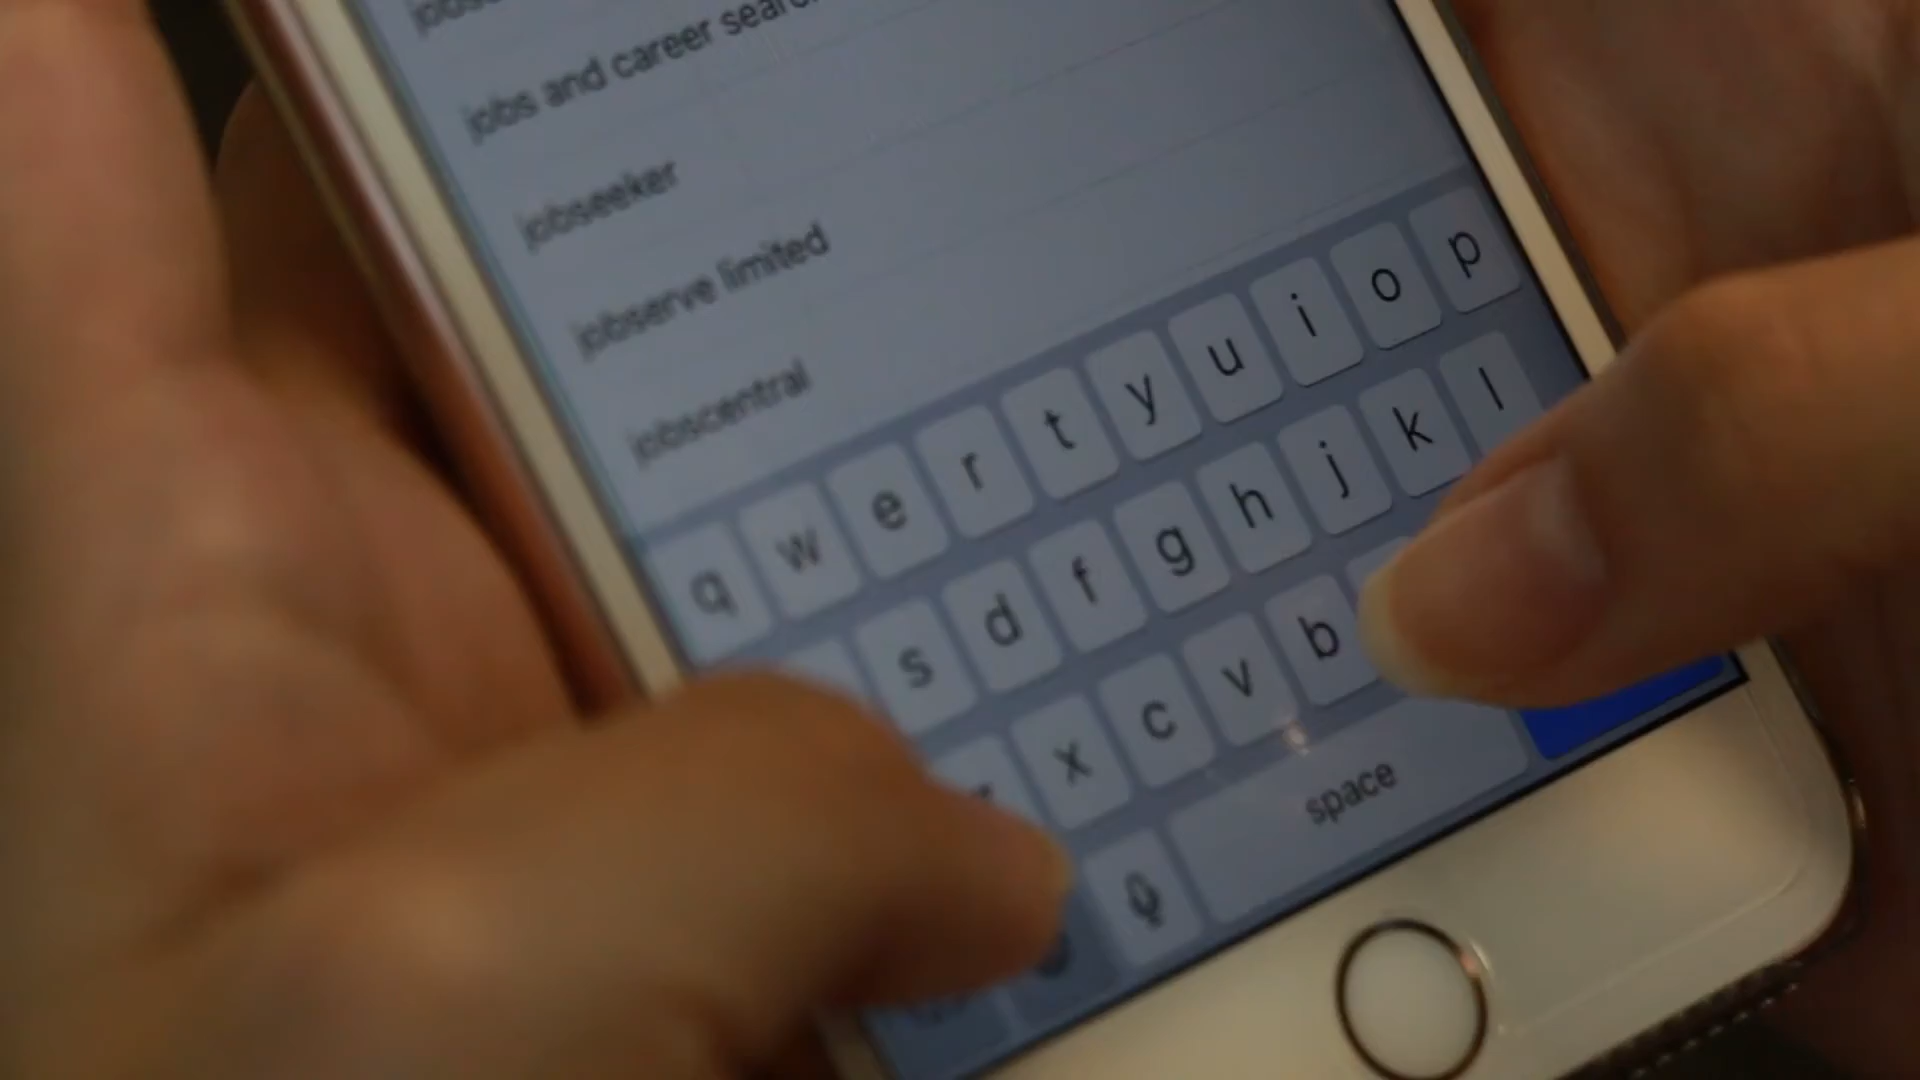 jobs and career search
jobseeker
jobserve limited
jobscentral
q w e r t y u i o p
s d f g h j k l
x c v b
space